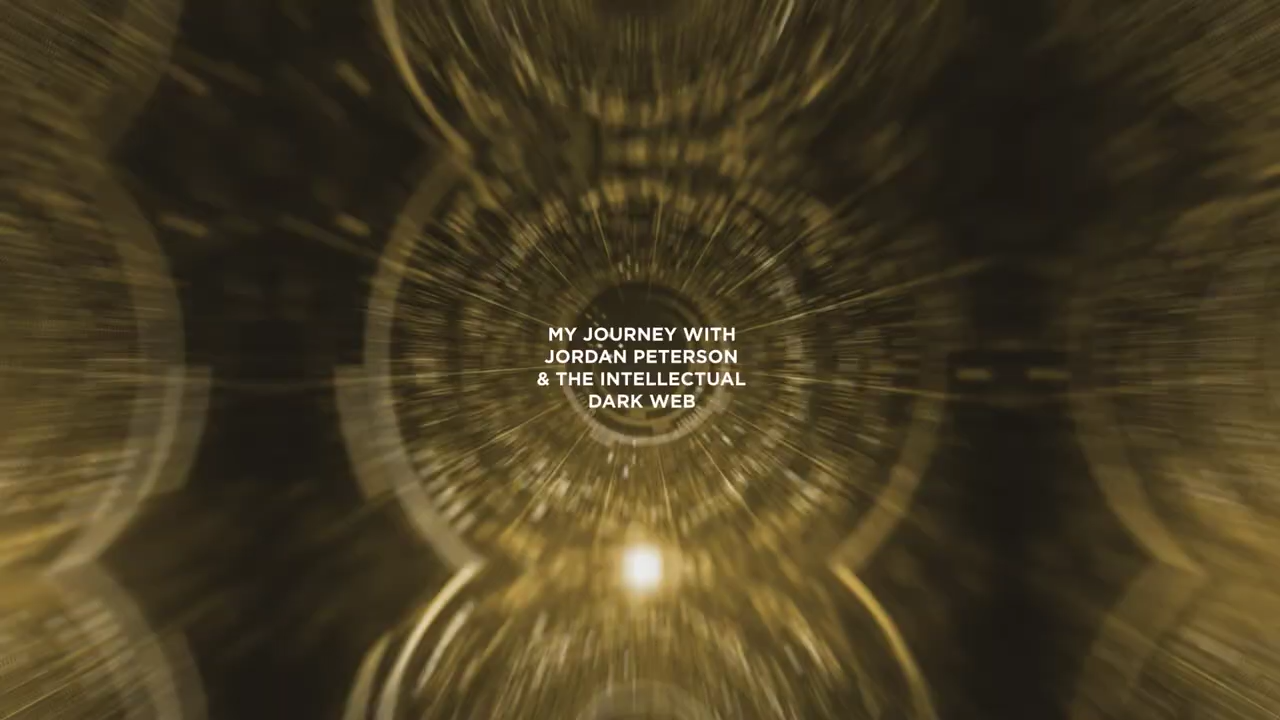 MY JOURNEY WITH
JORDAN PETERSON
& THE INTELLECTUAL
DARK WEB